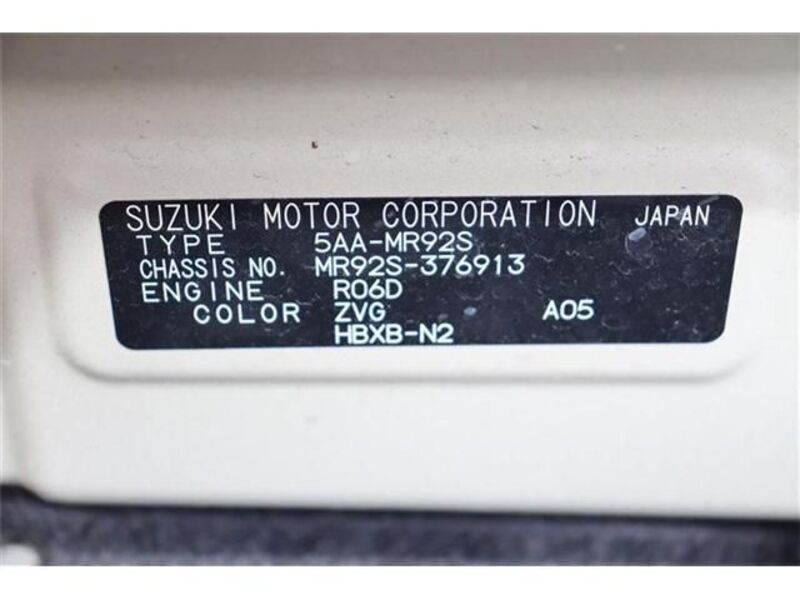 SUZUKI MOTOR CORPORATION JAPAN
TYPE 5AA-MR92S
CHASSIS NO. MR92S-376913
ENGINE R06D
COLOR ZVG A05
HBXB-N2